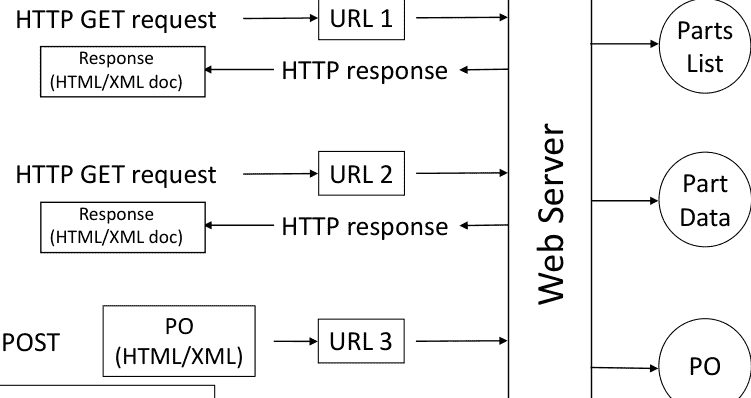 HTTP GET request
URL 1
Parts
List
Response
(HTML/XML doc)
HTTP response
HTTP GET request
URL 2
Part
Data
Response
(HTML/XML doc)
HTTP response
Web Server
POST
PO
(HTML/XML)
URL 3
PO